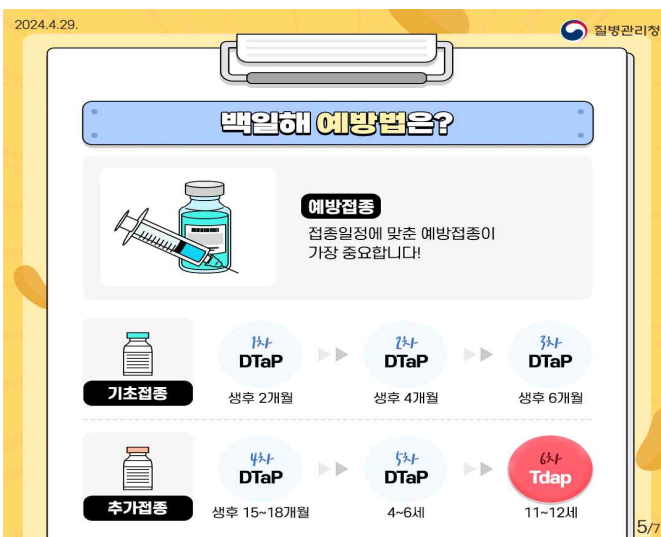 2024.4.29.
질병관리청
백일해 예방법은?
예방접종
접종일정에 맞춘 예방접종이
가장 중요합니다!
1차 2차 3차
DTaP DTaP DTaP
기초접종 생후 2개월 생후 4개월 생후 6개월
4차 5차 6차
DTaP DTaP Tdap
추가접종 생후 15~18개월 4~6세 11~12세
5/7